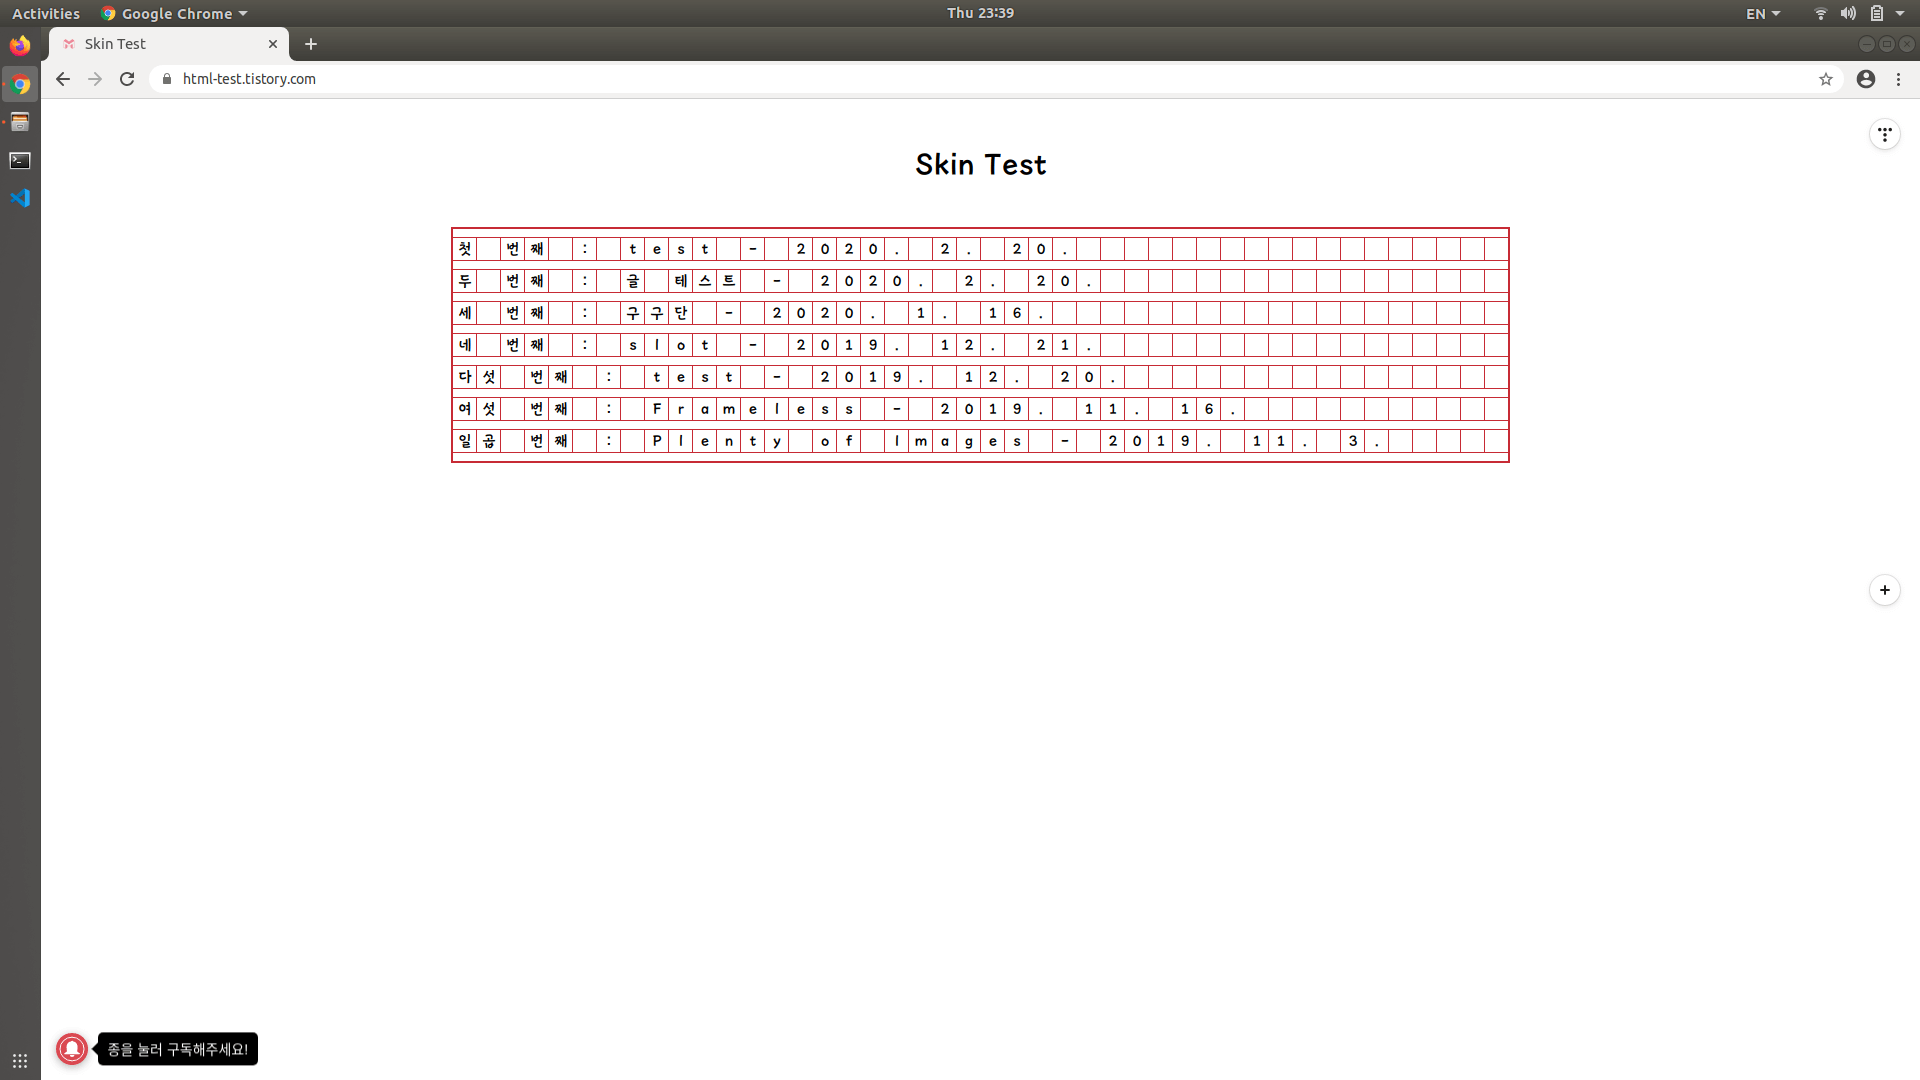 Activities
Google Chrome
Thu 23:39
EN
Skin Test
html-test.tistory.com
Skin Test
첫 번째 : test - 2020. 2. 20.
두 번째 : 글 테스트 - 2020. 2. 20.
세 번째 : 구구단 - 2020. 1. 16.
네 번째 : slot - 2019. 12. 21.
다섯 번째 : test - 2019. 12. 20.
여섯 번째 : Frameless - 2019. 11. 16.
일곱 번째 : Plenty of Images - 2019. 11. 3.
종을 눌러 구독해주세요!